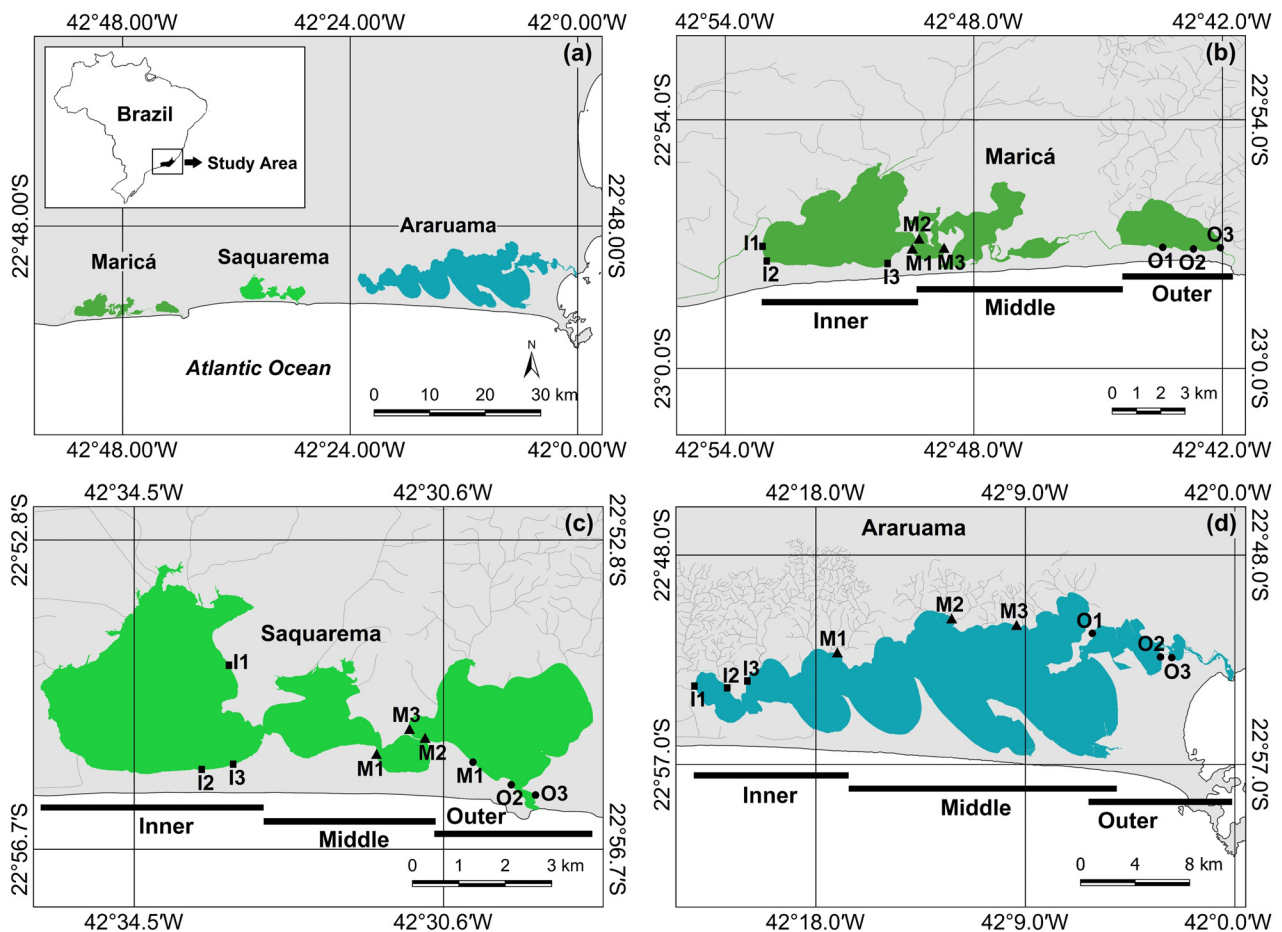 42°48.00'W 42°24.00'W 42°0.00'W
(a)
Brazil
Study Area
22°48.00'S
22°48.00'S
Maricá
Saquarema
Araruama
Atlantic Ocean
N
0 10 20 30 km
42°48.00'W 42°24.00'W 42°0.00'W
42°54.0'W 42°48.0'W 42°42.0'W
(b)
22°54.0'S
22°54.0'S
Maricá
I1
I2
I3
M2
M1
M3
O1
O2
O3
Inner
Middle
Outer
23°0.0'S
23°0.0'S
0 1 2 3 km
42°54.0'W 42°48.0'W 42°42.0'W
42°34.5'W 42°30.6'W
(c)
22°52.8'S
22°52.8'S
Saquarema
I1
I2
I3
M3
M2
M1
M1
O2
O3
Inner
Middle
Outer
22°56.7'S
22°56.7'S
0 1 2 3 km
42°34.5'W 42°30.6'W
42°18.0'W 42°9.0'W 42°0.0'W
Araruama
(d)
22°48.0'S
22°48.0'S
M1
M2
M3
O1
O2
O3
I1
I2
I3
22°57.0'S
22°57.0'S
Inner
Middle
Outer
0 4 8 km
42°18.0'W 42°9.0'W 42°0.0'W